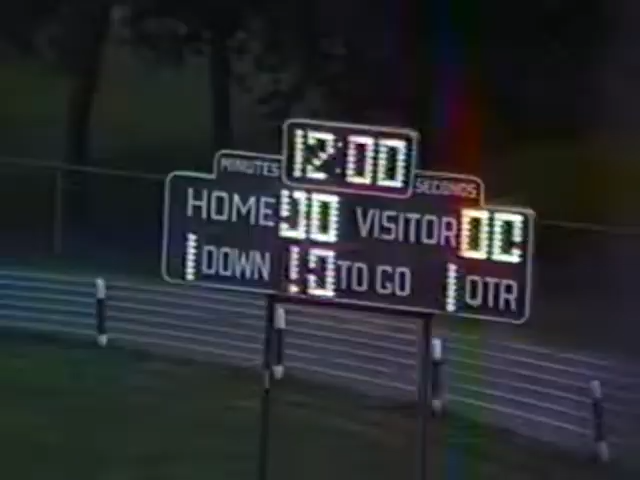 12:00
MINUTES SECONDS
HOME 00 VISITOR 00
1 DOWN 10 TO GO 1 QTR